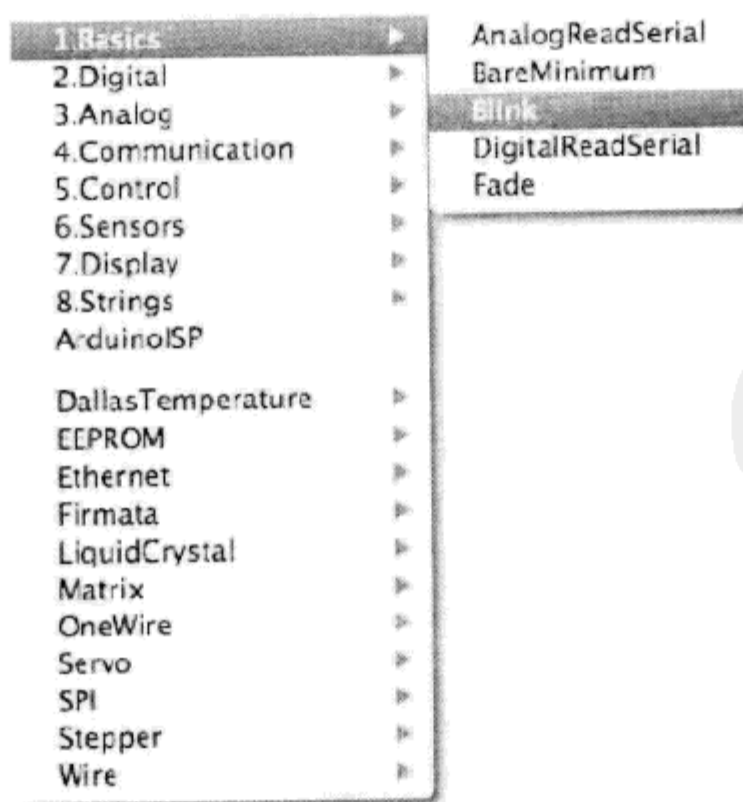 1.Basics
2.Digital
3.Analog
4.Communication
5.Control
6.Sensors
7.Display
8.Strings
ArduinoISP
DallasTemperature
EEPROM
Ethernet
Firmata
LiquidCrystal
Matrix
OneWire
Servo
SPI
Stepper
Wire
AnalogReadSerial
BareMinimum
Blink
DigitalReadSerial
Fade